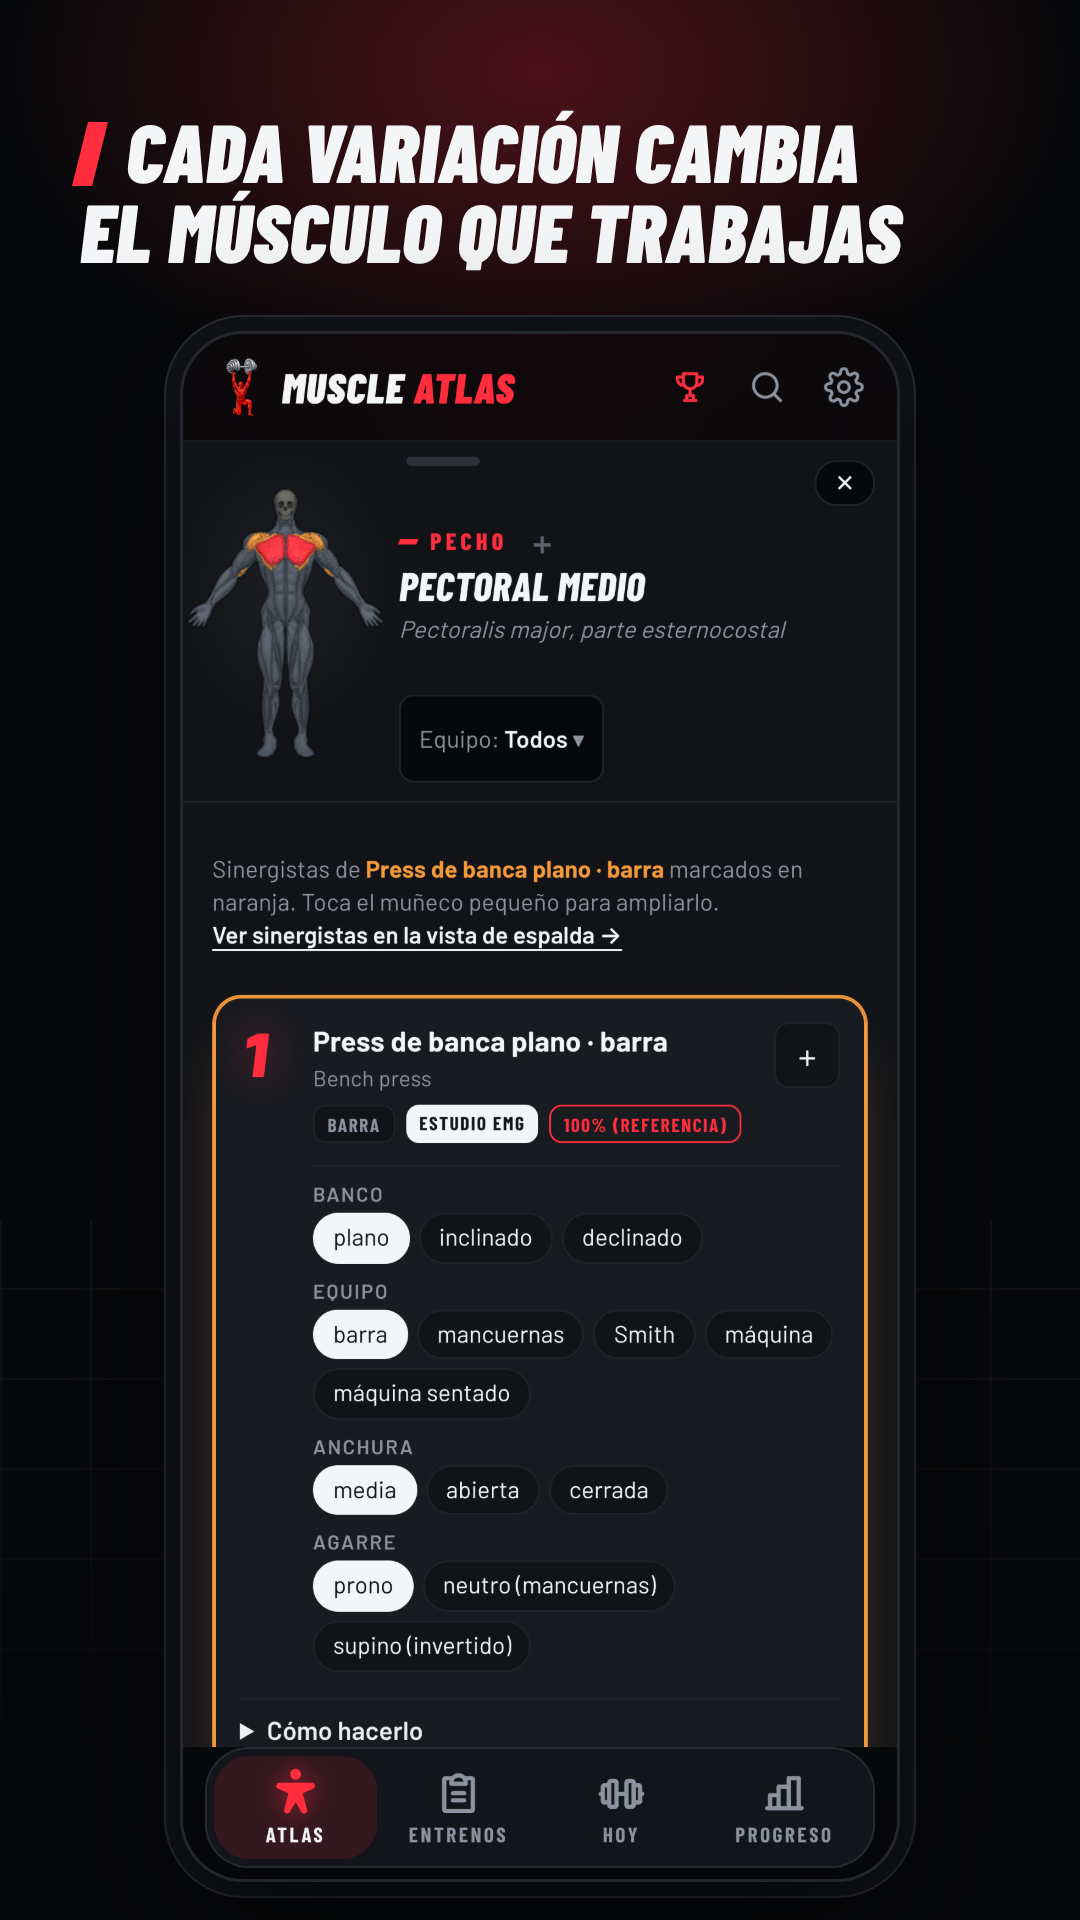 CADA VARIACIÓN CAMBIA
EL MÚSCULO QUE TRABAJAS
MUSCLE ATLAS
✕
PECHO +
PECTORAL MEDIO
Pectoralis major, parte esternocostal
Equipo: Todos ▾
Sinergistas de Press de banca plano · barra marcados en
naranja. Toca el muñeco pequeño para ampliarlo.
Ver sinergistas en la vista de espalda →
1 Press de banca plano · barra +
Bench press
BARRA ESTUDIO EMG 100% (REFERENCIA)
BANCO
plano inclinado declinado
EQUIPO
barra mancuernas Smith máquina
máquina sentado
ANCHURA
media abierta cerrada
AGARRE
prono neutro (mancuernas)
supino (invertido)
▶ Cómo hacerlo
ATLAS ENTRENOS HOY PROGRESO